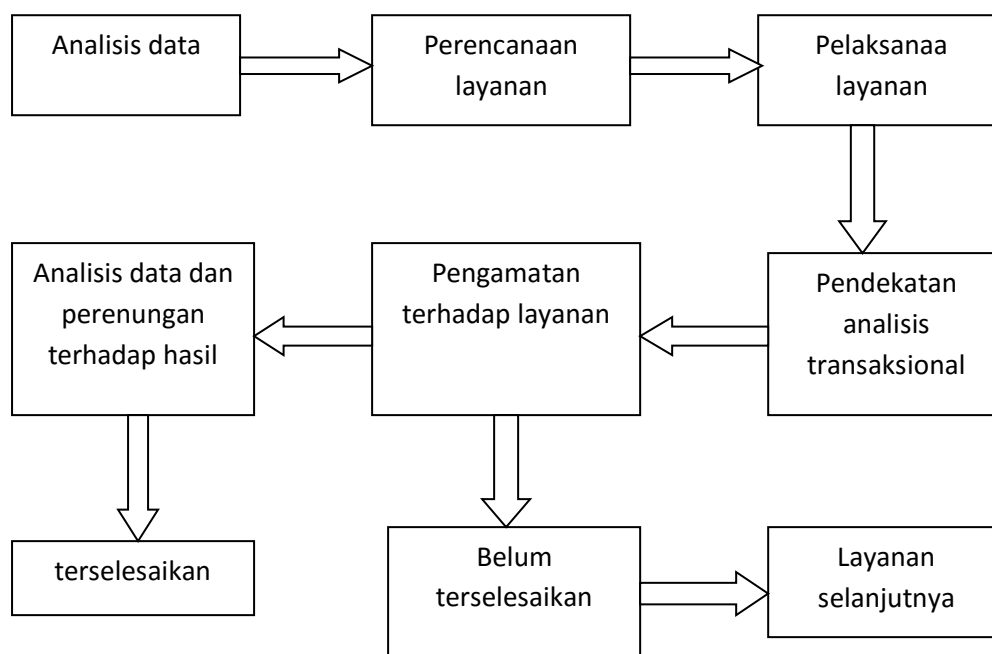 Analisis data
Perencanaan
layanan
Pelaksanaa
layanan
Analisis data dan
perenungan
terhadap hasil
Pengamatan
terhadap layanan
Pendekatan
analisis
transaksional
terselesaikan
Belum
terselesaikan
Layanan
selanjutnya